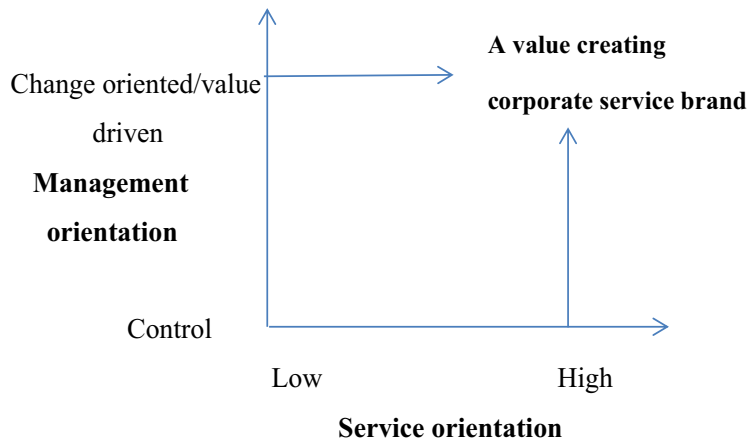 A value creating
corporate service brand
Change oriented/value
driven
Management
orientation
Control
Low
High
Service orientation